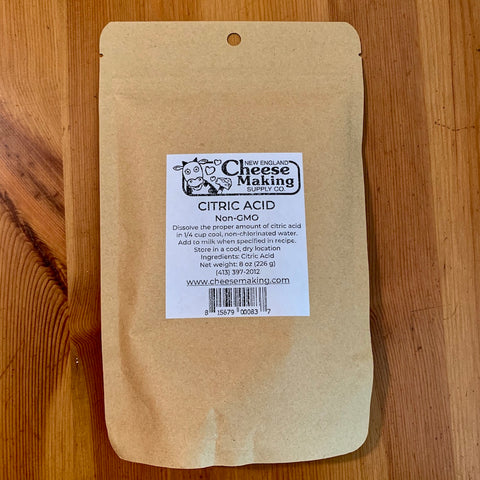 NEW ENGLAND
Cheese
Making
SUPPLY CO.
CITRIC ACID
Non-GMO
Dissolve the proper amount of citric acid
in 1/4 cup cool, non-chlorinated water.
Add to milk when specified in recipe.
Store in a cool, dry location
Ingredients: Citric Acid
Net weight: 8 oz (226 g)
(413) 397-2012
www.cheesemaking.com
8 15679 00083 7